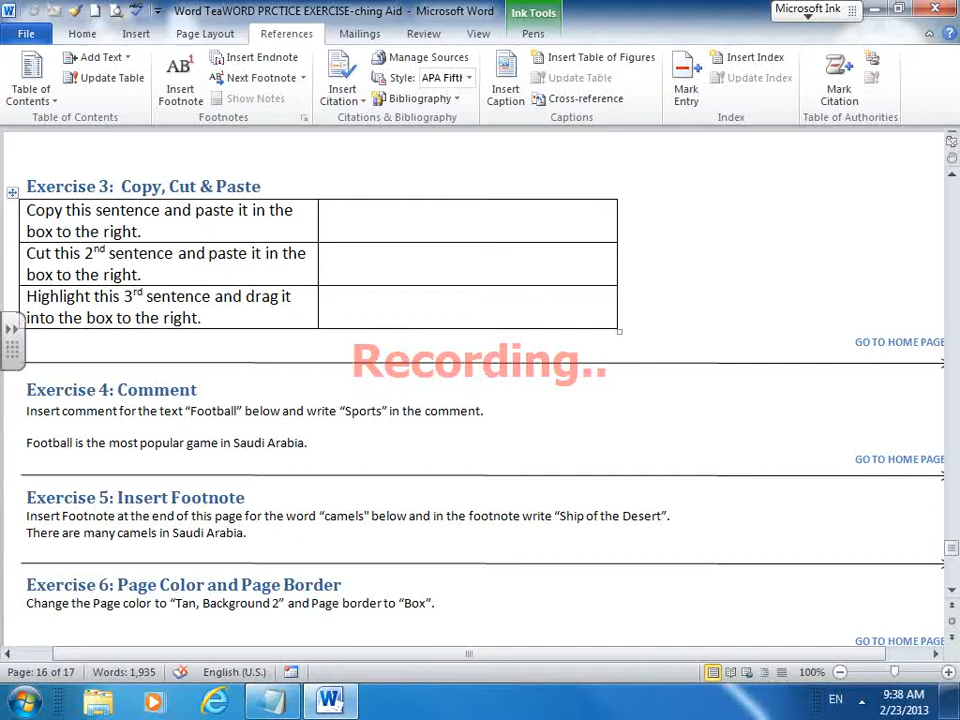 Word TeaWORD PRCTICE EXERCISE-ching Aid - Microsoft Word
Ink Tools
Microsoft Ink
File Home Insert Page Layout References Mailings Review View Pens
Table of Contents
Add Text
Update Table
Table of Contents
AB1
Insert Footnote
Insert Endnote
Next Footnote
Show Notes
Footnotes
Insert Citation
Manage Sources
Style: APA Fifth
Bibliography
Citations & Bibliography
Insert Caption
Insert Table of Figures
Update Table
Cross-reference
Captions
Mark Entry
Insert Index
Update Index
Index
Mark Citation
Table of Authorities
Exercise 3: Copy, Cut & Paste
Copy this sentence and paste it in the
box to the right.
Cut this 2nd sentence and paste it in the
box to the right.
Highlight this 3rd sentence and drag it
into the box to the right.
GO TO HOME PAGE
Recording..
Exercise 4: Comment
Insert comment for the text “Football” below and write “Sports” in the comment.
Football is the most popular game in Saudi Arabia.
GO TO HOME PAGE
Exercise 5: Insert Footnote
Insert Footnote at the end of this page for the word “camels" below and in the footnote write “Ship of the Desert”.
There are many camels in Saudi Arabia.
Exercise 6: Page Color and Page Border
Change the Page color to “Tan, Background 2” and Page border to “Box”.
GO TO HOME PAGE
Page: 16 of 17 Words: 1,935 English (U.S.) 100%
EN 9:38 AM
2/23/2013